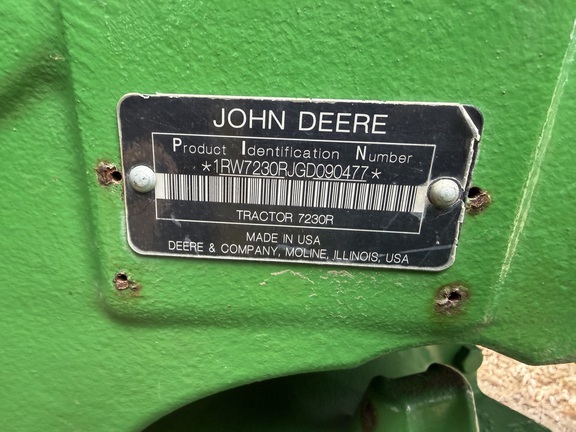 JOHN DEERE
Product Identification Number
*1RW7230RJGD090477*
TRACTOR 7230R
MADE IN USA
DEERE & COMPANY, MOLINE, ILLINOIS, USA